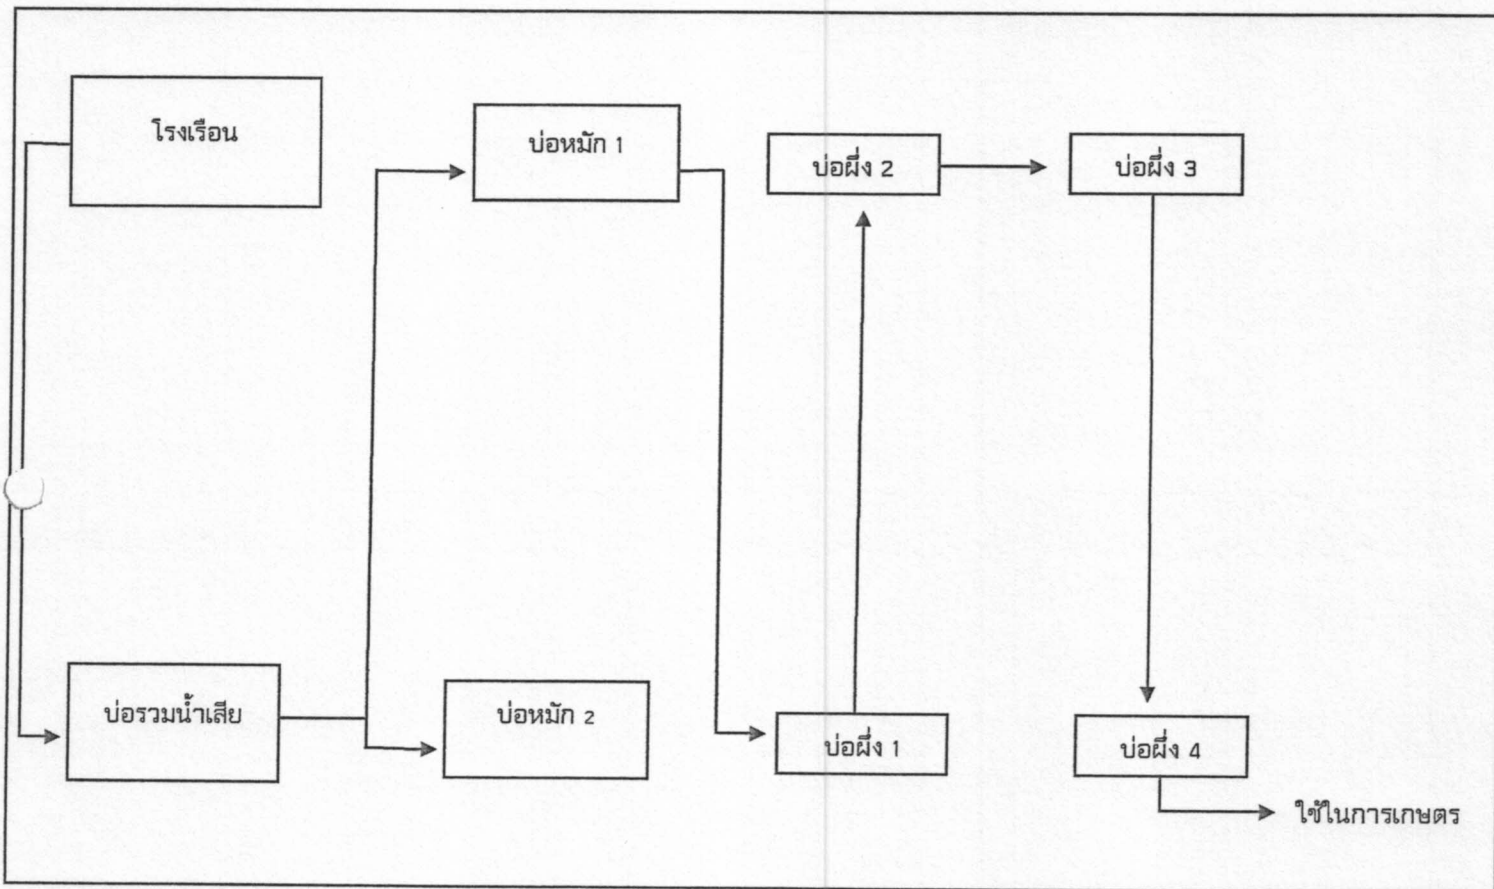 โรงเรือน
บ่อหมัก 1
บ่อผึ่ง 2
บ่อผึ่ง 3
บ่อรวมน้ำเสีย
บ่อหมัก 2
บ่อผึ่ง 1
บ่อผึ่ง 4
ใช้ในการเกษตร